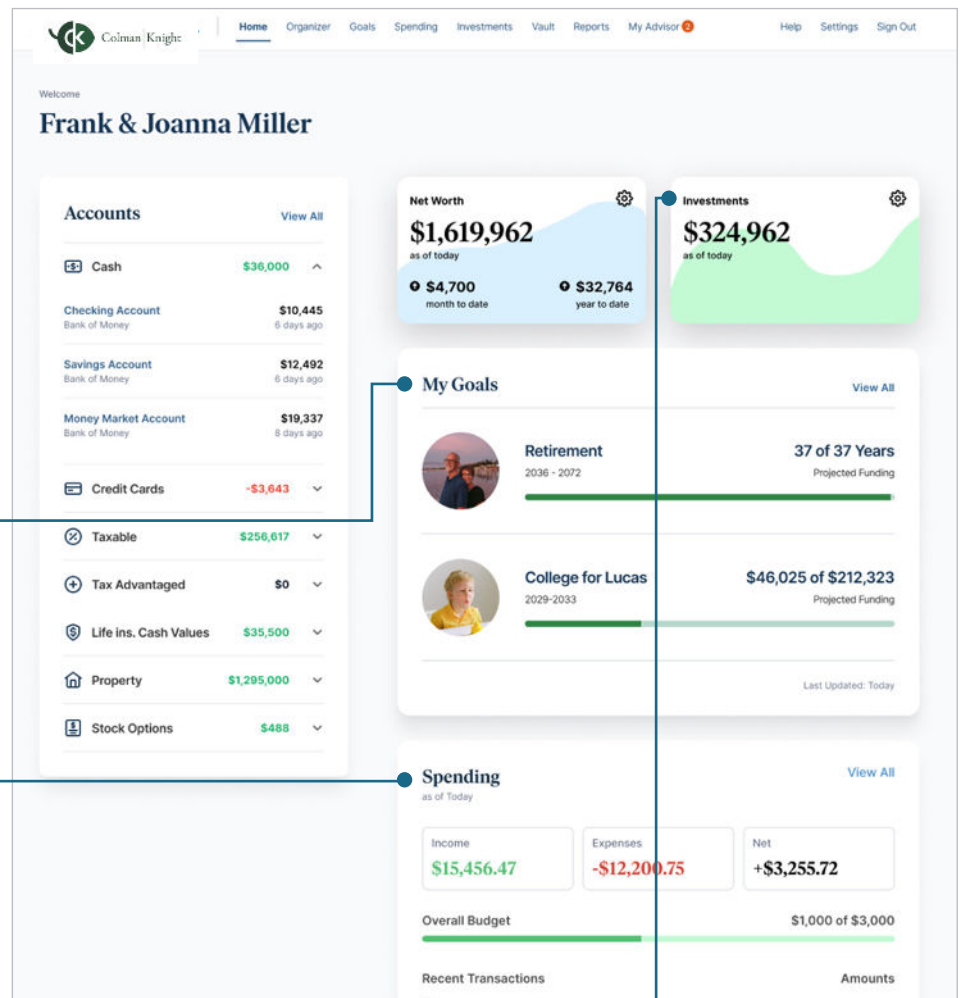 CK Colman Knight
Home Organizer Goals Spending Investments Vault Reports My Advisor 2 Help Settings Sign Out
Welcome
Frank & Joanna Miller
Accounts View All
Cash $36,000
Checking Account $10,445
Bank of Money 6 days ago
Savings Account $12,492
Bank of Money 6 days ago
Money Market Account $19,337
Bank of Money 8 days ago
Credit Cards -$3,643
Taxable $256,617
Tax Advantaged $0
Life ins. Cash Values $35,500
Property $1,295,000
Stock Options $488
Net Worth
$1,619,962
as of today
$4,700 $32,764
month to date year to date
Investments
$324,962
as of today
My Goals View All
Retirement 37 of 37 Years
2036 - 2072 Projected Funding
College for Lucas $46,025 of $212,323
2029-2033 Projected Funding
Last Updated: Today
Spending View All
as of Today
Income Expenses Net
$15,456.47 -$12,200.75 +$3,255.72
Overall Budget $1,000 of $3,000
Recent Transactions Amounts